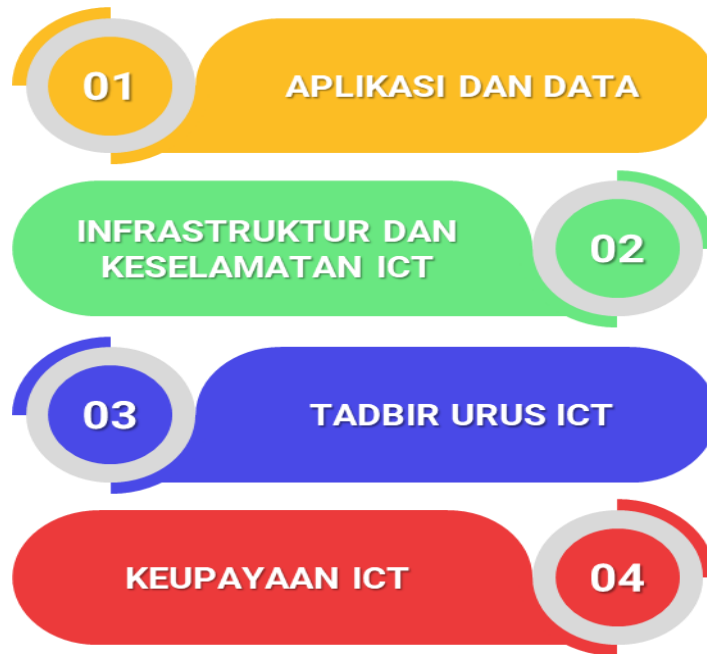 01
APLIKASI DAN DATA
INFRASTRUKTUR DAN
KESELAMATAN ICT
02
03
TADBIR URUS ICT
KEUPAYAAN ICT
04